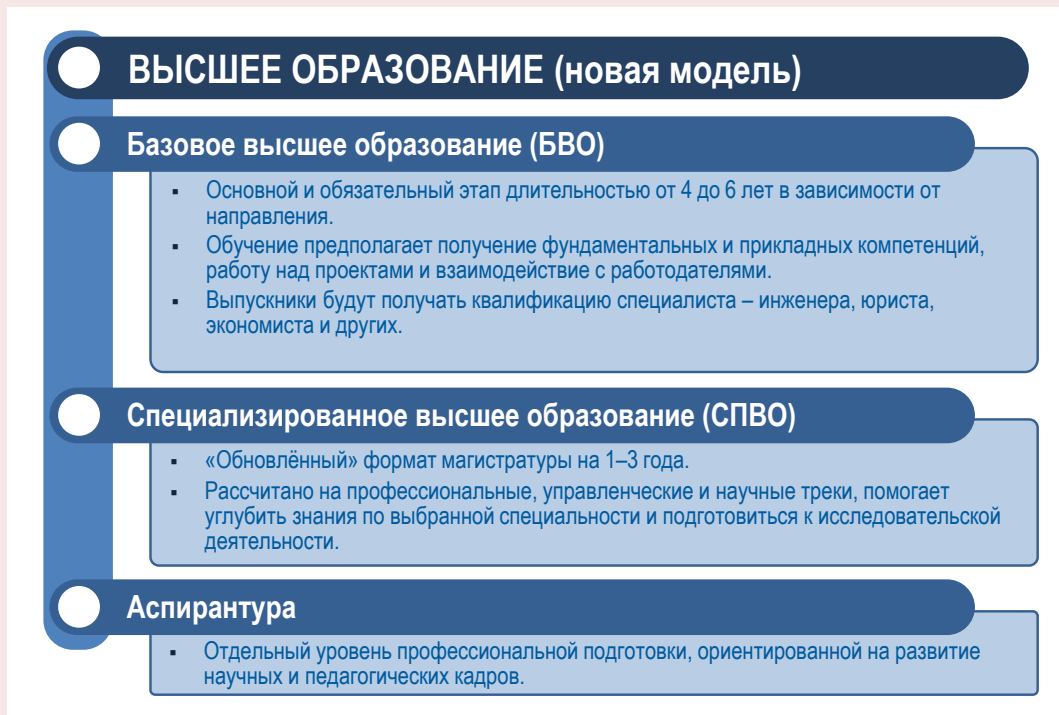 ВЫСШЕЕ ОБРАЗОВАНИЕ (новая модель)
Базовое высшее образование (БВО)
▪ Основной и обязательный этап длительностью от 4 до 6 лет в зависимости от
направления.
▪ Обучение предполагает получение фундаментальных и прикладных компетенций,
работу над проектами и взаимодействие с работодателями.
▪ Выпускники будут получать квалификацию специалиста – инженера, юриста,
экономиста и других.
Специализированное высшее образование (СПВО)
▪ «Обновлённый» формат магистратуры на 1–3 года.
▪ Рассчитано на профессиональные, управленческие и научные треки, помогает
углубить знания по выбранной специальности и подготовиться к исследовательской
деятельности.
Аспирантура
▪ Отдельный уровень профессиональной подготовки, ориентированной на развитие
научных и педагогических кадров.